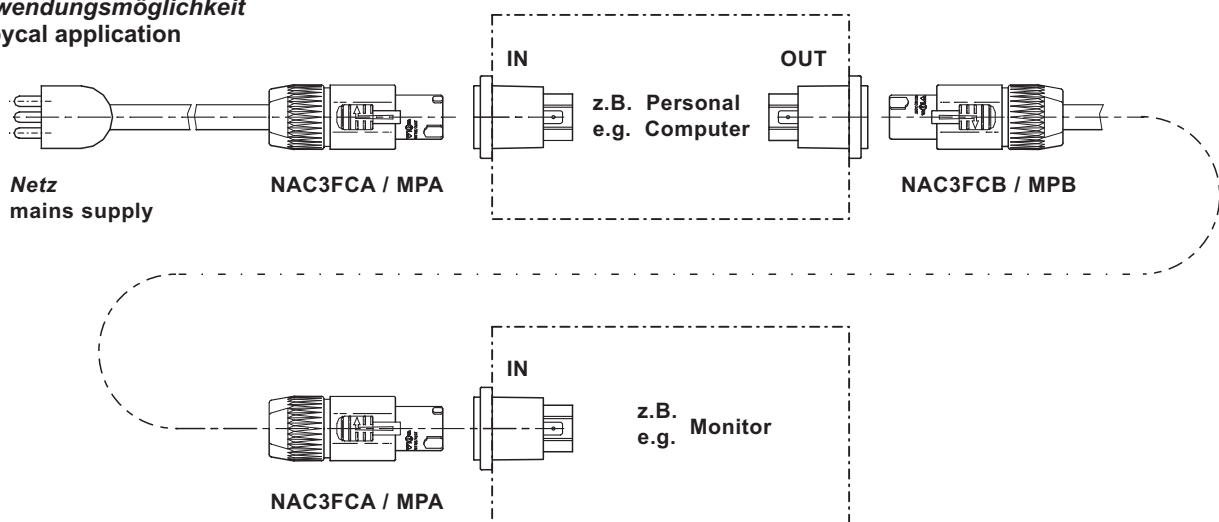 wendungsmöglichkeit
ycal application
IN
OUT
z.B. Personal
e.g. Computer
Netz
mains supply
NAC3FCA / MPA
NAC3FCB / MPB
IN
z.B.
e.g. Monitor
NAC3FCA / MPA